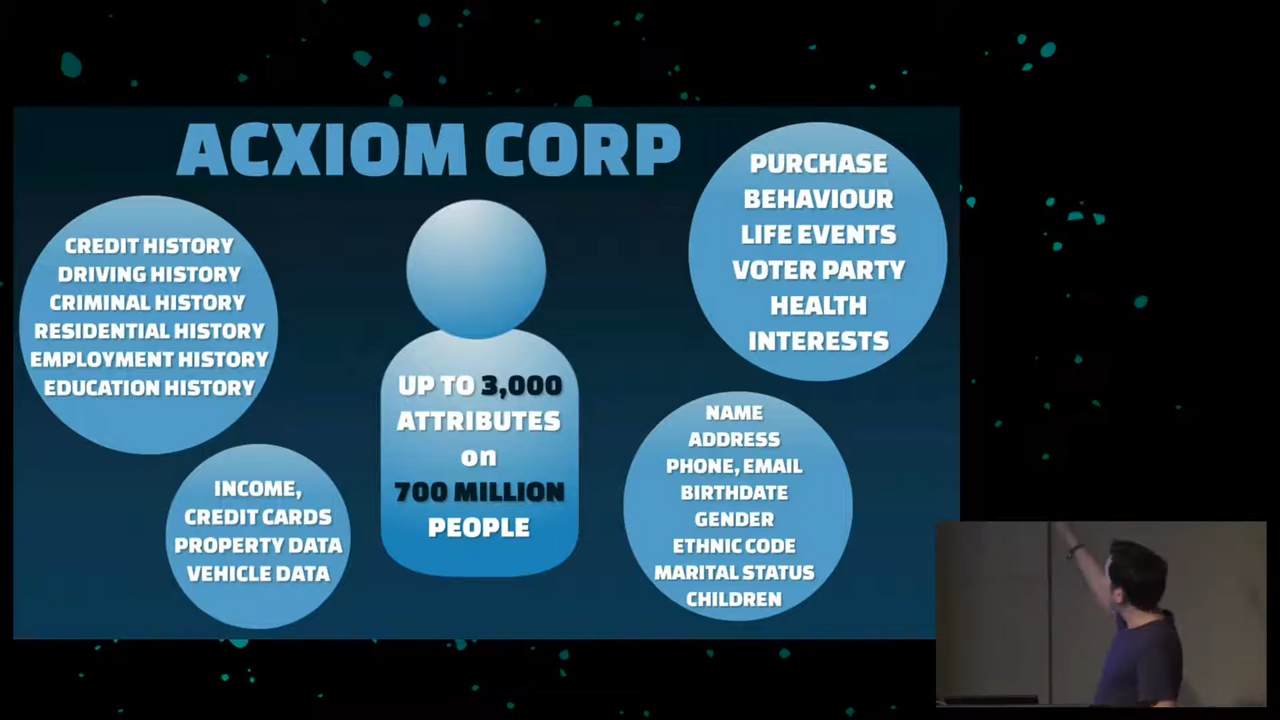 ACXIOM CORP
CREDIT HISTORY
DRIVING HISTORY
CRIMINAL HISTORY
RESIDENTIAL HISTORY
EMPLOYMENT HISTORY
EDUCATION HISTORY
INCOME,
CREDIT CARDS
PROPERTY DATA
VEHICLE DATA
UP TO 3,000
ATTRIBUTES
on
700 MILLION
PEOPLE
PURCHASE
BEHAVIOUR
LIFE EVENTS
VOTER PARTY
HEALTH
INTERESTS
NAME
ADDRESS
PHONE, EMAIL
BIRTHDATE
GENDER
ETHNIC CODE
MARITAL STATUS
CHILDREN